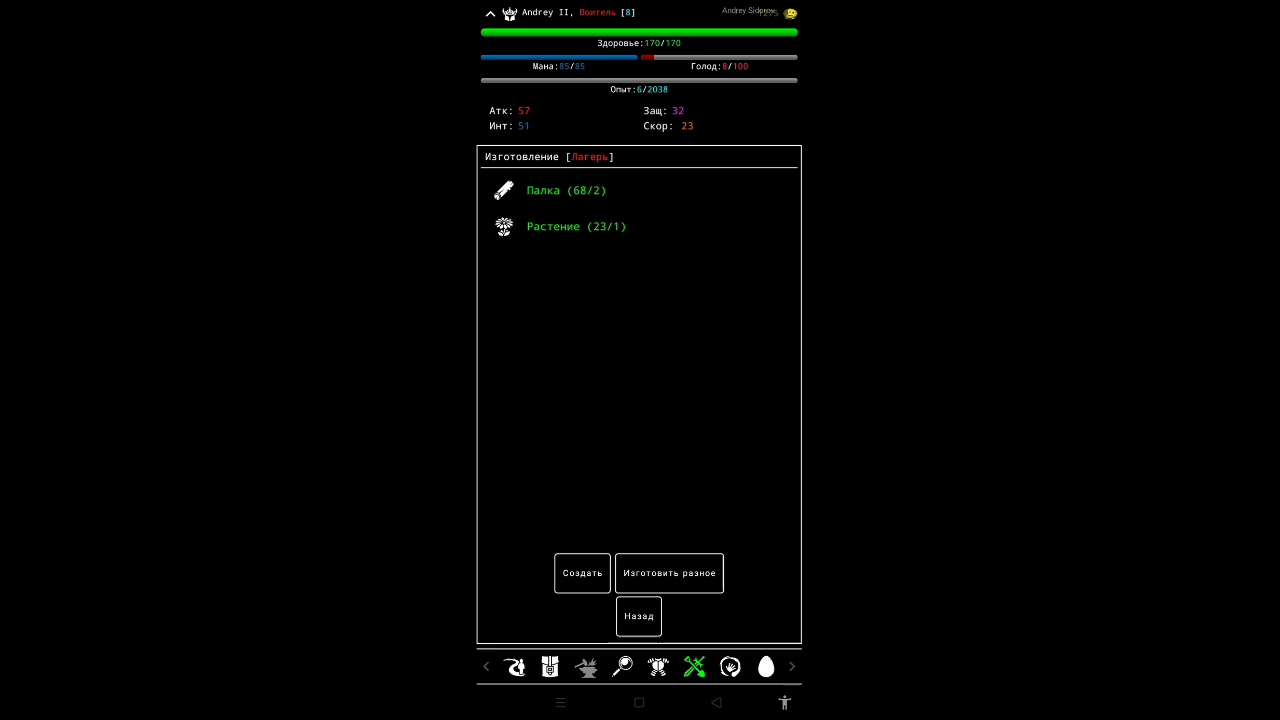 Andrey II, Воитель [8]
Andrey Sidorov
Здоровье:170/170
Мана:85/85 Голод:8/100
Опыт:6/2038
Атк: 57 Защ: 32
Инт: 51 Скор: 23
Изготовление [Лагерь]
Палка (68/2)
Растение (23/1)
Создать Изготовить разное
Назад